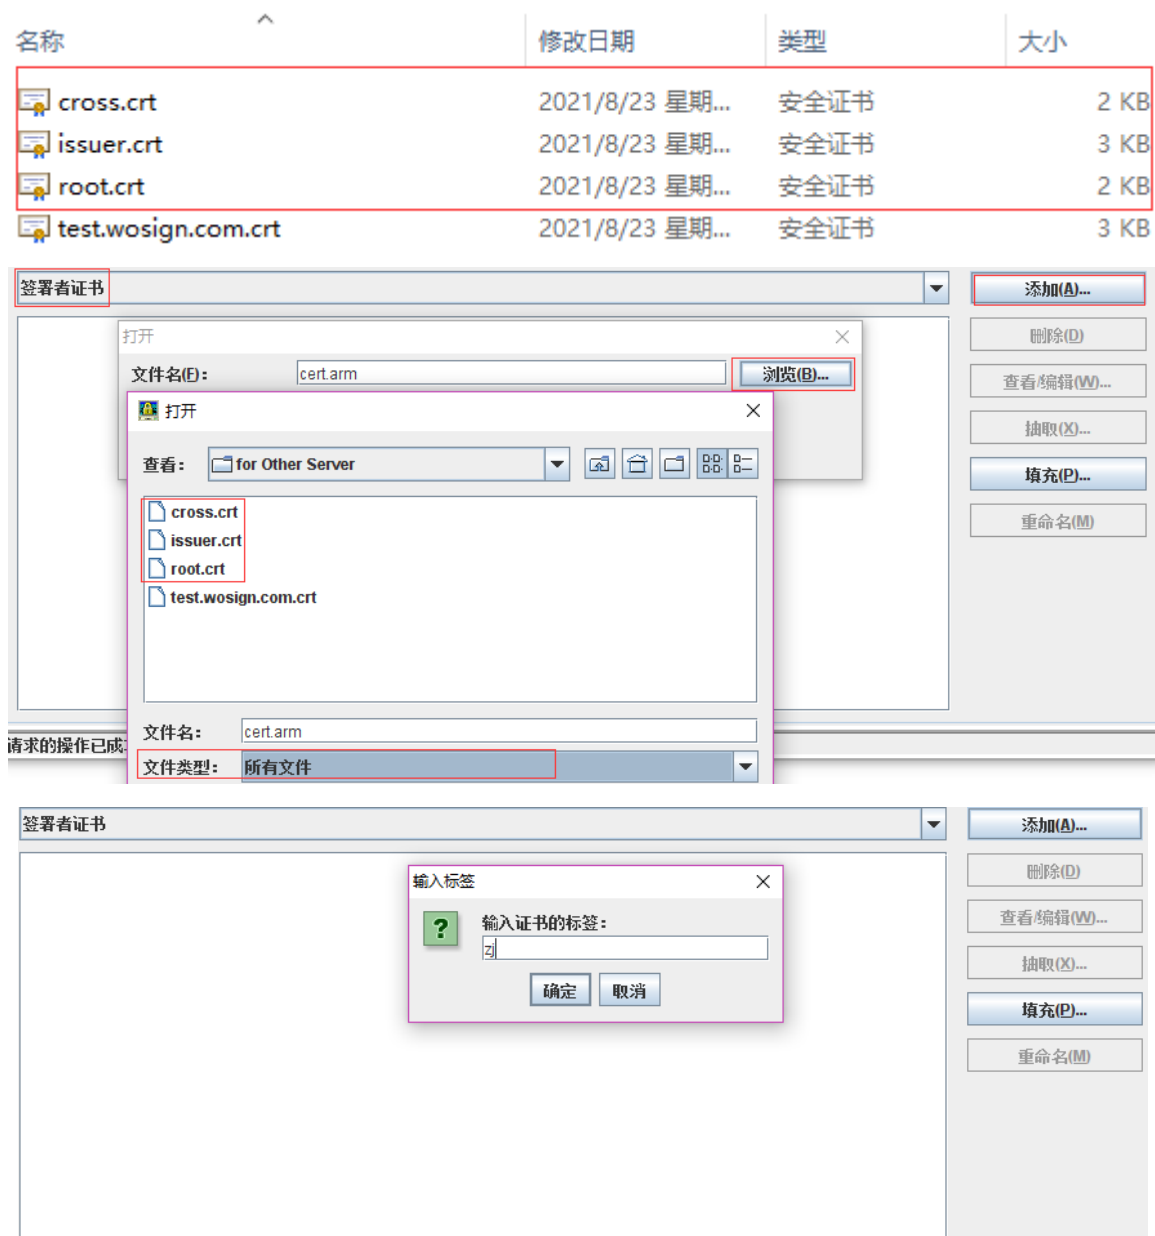 名称 修改日期 类型 大小
cross.crt 2021/8/23 星期... 安全证书 2 KB
issuer.crt 2021/8/23 星期... 安全证书 3 KB
root.crt 2021/8/23 星期... 安全证书 2 KB
test.wosign.com.crt 2021/8/23 星期... 安全证书 3 KB
签署者证书 添加(A)...
打开 删除(D)
文件名(F): cert.arm 浏览(B)... 查看/编辑(W)...
打开
抽取(X)...
查看: for Other Server
填充(P)...
cross.crt
重命名(M)
issuer.crt
root.crt
test.wosign.com.crt
文件名: cert.arm
请求的操作已成
文件类型: 所有文件
签署者证书 添加(A)...
输入标签 删除(D)
输入证书的标签: 查看/编辑(W)...
zj
抽取(X)...
确定 取消
填充(P)...
重命名(M)